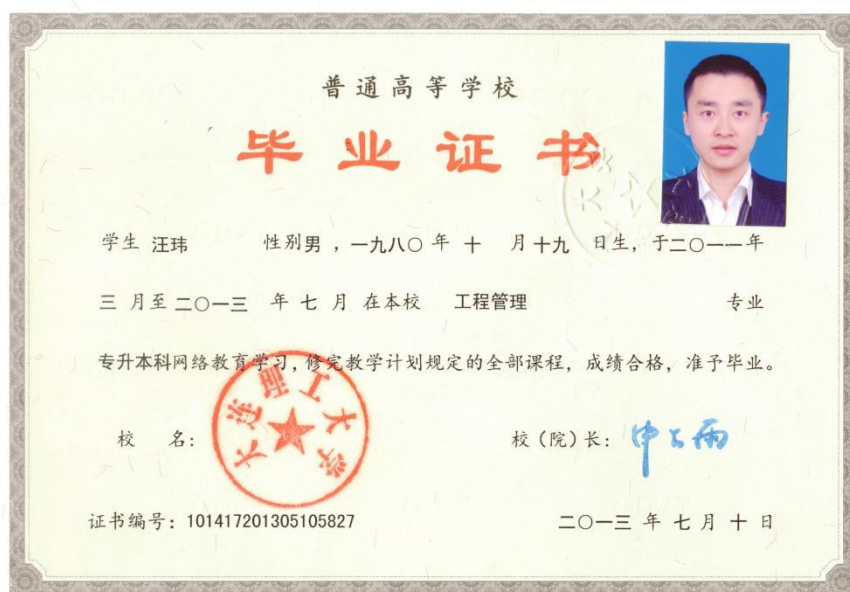 普通高等学校
毕业证书
学生 汪玮 性别男，一九八〇年 十 月十九 日生，于二〇一一年
三 月至二〇一三 年 七 月 在本校 工程管理 专业
专升本科网络教育学习，修完教学计划规定的全部课程，成绩合格，准予毕业。
校 名：
大连理工大学
校（院）长：
证书编号：101417201305105827
二〇一三 年 七 月 十 日